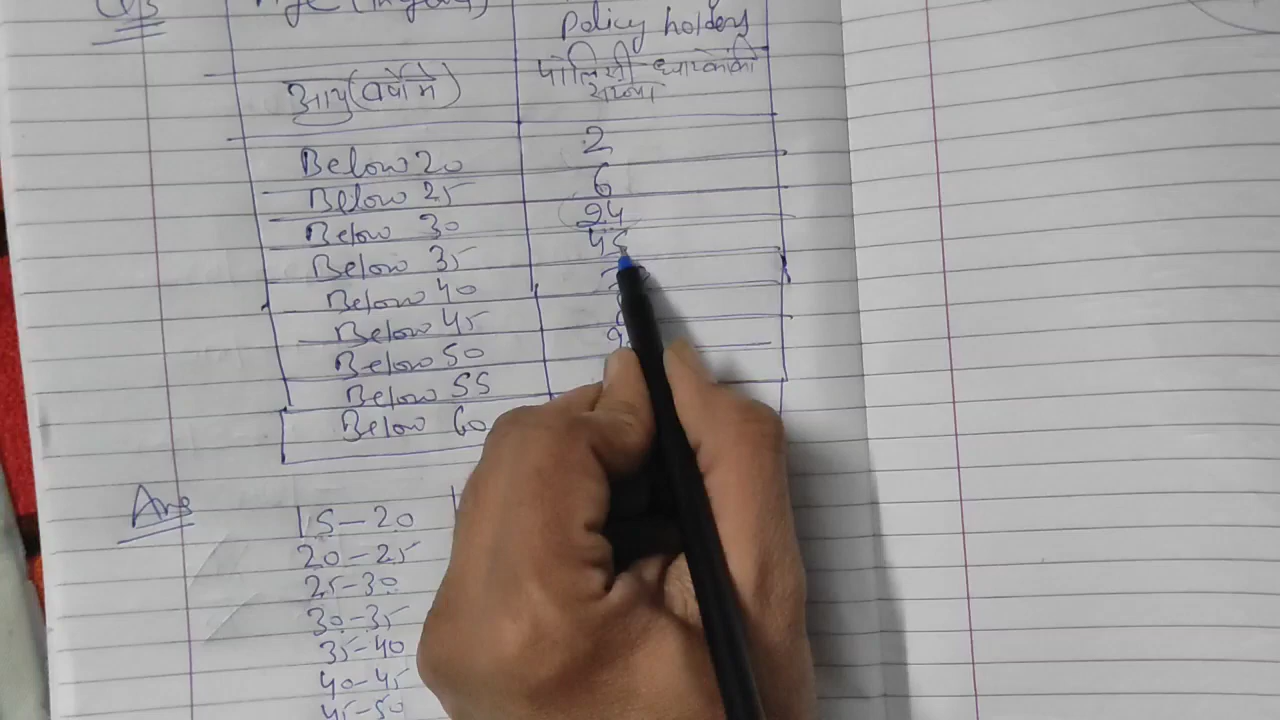 Policy holders
आयु (वर्षो मे) पोलिसी धारकोकी
संख्या
Below 20 2
Below 25 6
Below 30 24
Below 35 45
Below 40
Below 45
Below 50
Below 55
Below 60
Ans 15-20
20-25
25-30
30-35
35-40
40-45
45-50